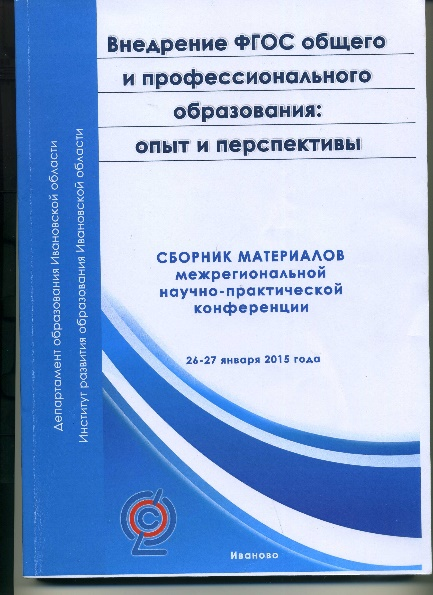 Внедрение ФГОС общего
и профессионального
образования:
опыт и перспективы
СБОРНИК МАТЕРИАЛОВ
межрегиональной
научно-практической
конференции
26-27 января 2015 года
Департамент образования Ивановской области
Институт развития образования Ивановской области
Иваново